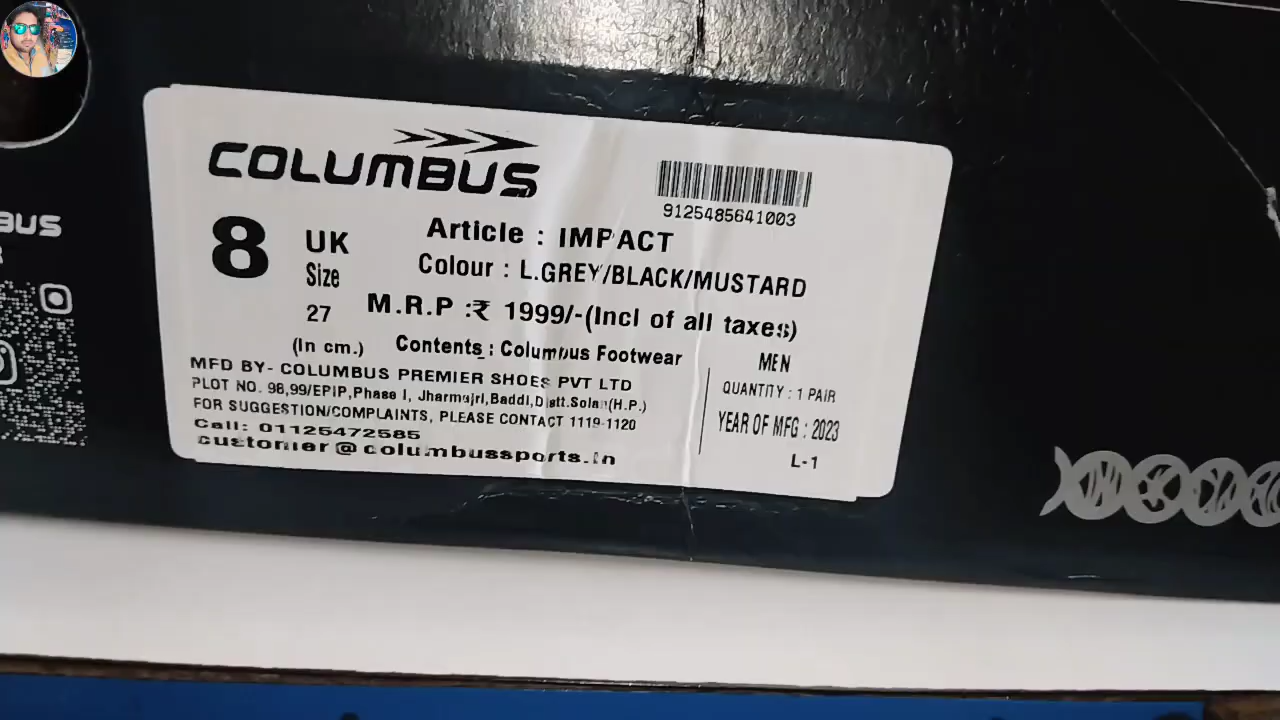 COLUMBUS
9125485641003
8 UK Size
27
(In cm.)
Article : IMPACT
Colour : L.GREY/BLACK/MUSTARD
M.R.P :₹ 1999/-(Incl of all taxes)
Contents : Columbus Footwear
MFD BY- COLUMBUS PREMIER SHOES PVT LTD
PLOT NO. 98,99/EPIP,Phase I, Jharmajri,Baddi,Distt.Solan(H.P.)
FOR SUGGESTION/COMPLAINTS, PLEASE CONTACT 1119-1120
Call: 01125472585
customer@columbussports.in
MEN
QUANTITY : 1 PAIR
YEAR OF MFG : 2023
L-1
BUS
R